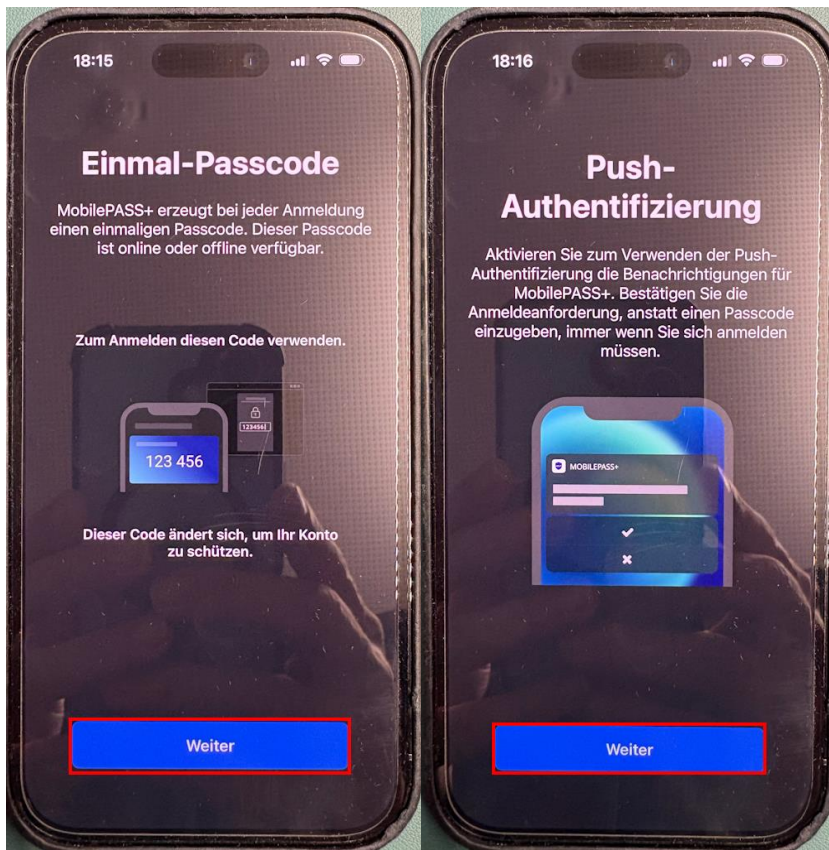 18:15
Einmal-Passcode
MobilePASS+ erzeugt bei jeder Anmeldung
einen einmaligen Passcode. Dieser Passcode
ist online oder offline verfügbar.
Zum Anmelden diesen Code verwenden.
123456
123 456
Dieser Code ändert sich, um Ihr Konto
zu schützen.
Weiter
18:16
Push-
Authentifizierung
Aktivieren Sie zum Verwenden der Push-
Authentifizierung die Benachrichtigungen für
MobilePASS+. Bestätigen Sie die
Anmeldeanforderung, anstatt einen Passcode
einzugeben, immer wenn Sie sich anmelden
müssen.
MOBILEPASS+
Weiter